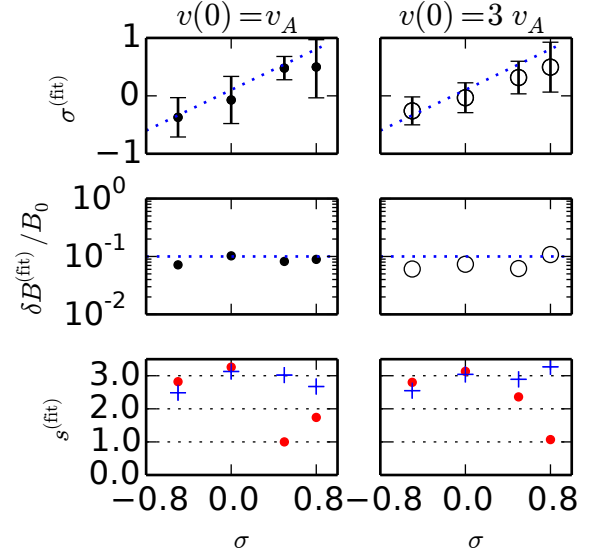 v(0) = v_A v(0) = 3 v_A
σ^(fit)
1
0
−1
δB^(fit)/B_0
10^0
10^-1
10^-2
s^(fit)
3.0
2.0
1.0
0.0
−0.8 0.0 0.8 −0.8 0.0 0.8
σ σ